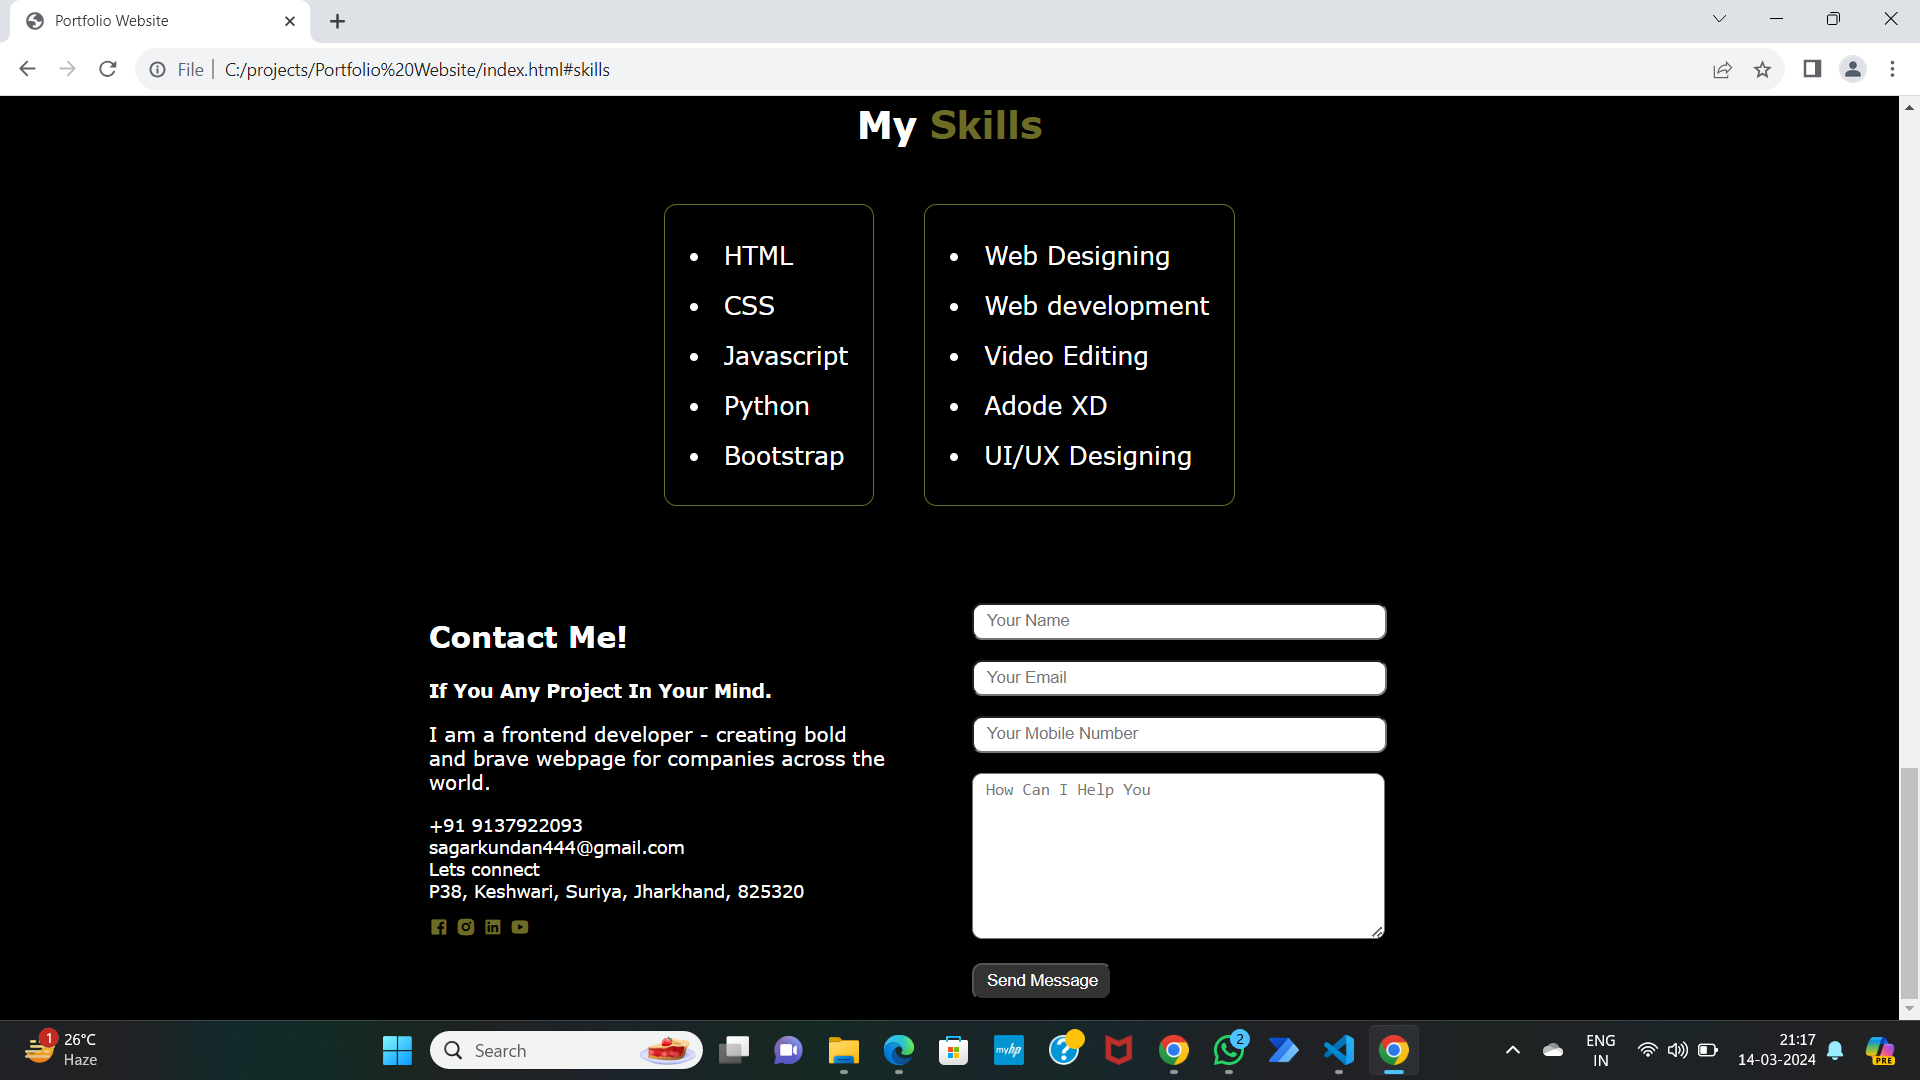 Portfolio Website
File | C:/projects/Portfolio%20Website/index.html#skills
My Skills
HTML
CSS
Javascript
Python
Bootstrap
Web Designing
Web development
Video Editing
Adode XD
UI/UX Designing
Contact Me!
If You Any Project In Your Mind.
I am a frontend developer - creating bold
and brave webpage for companies across the
world.
+91 9137922093
sagarkundan444@gmail.com
Lets connect
P38, Keshwari, Suriya, Jharkhand, 825320
Your Name
Your Email
Your Mobile Number
How Can I Help You
Send Message
1
26°C
Haze
Search
myhp
2
ENG
IN
21:17
14-03-2024
PRE